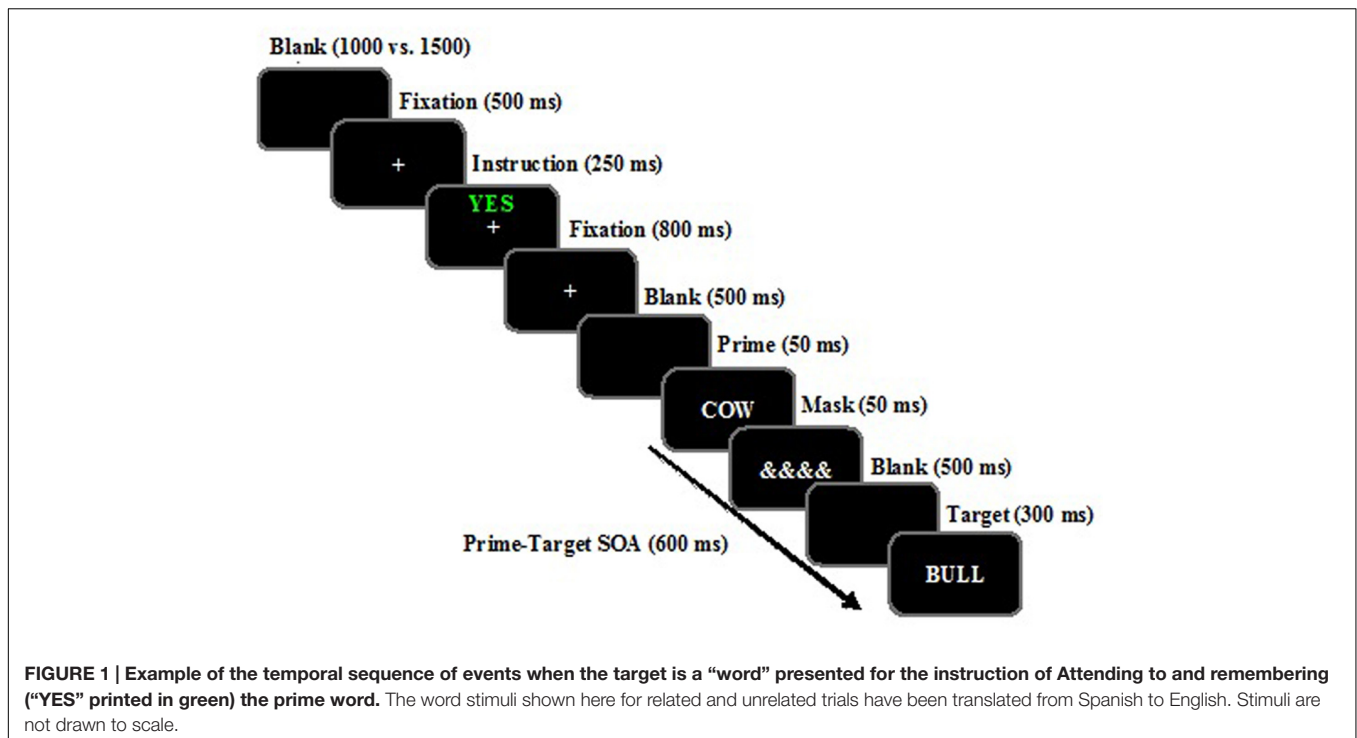 Blank (1000 vs. 1500)
Fixation (500 ms)
+
Instruction (250 ms)
YES
+
Fixation (800 ms)
+
Blank (500 ms)
Prime (50 ms)
COW
Mask (50 ms)
&&&&
Blank (500 ms)
Target (300 ms)
Prime-Target SOA (600 ms)
BULL
FIGURE 1 | Example of the temporal sequence of events when the target is a “word” presented for the instruction of Attending to and remembering
(“YES” printed in green) the prime word. The word stimuli shown here for related and unrelated trials have been translated from Spanish to English. Stimuli are
not drawn to scale.